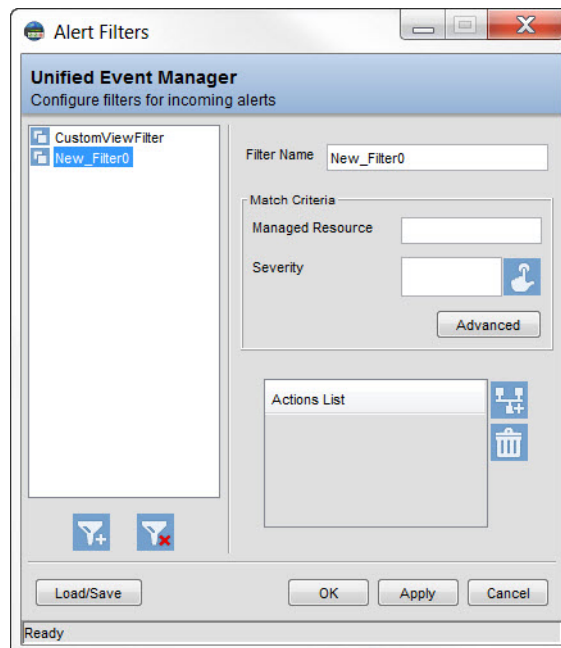 Alert Filters
Unified Event Manager
Configure filters for incoming alerts
CustomViewFilter
New_Filter0
Filter Name New_Filter0
Match Criteria
Managed Resource
Severity
Advanced
Actions List
Load/Save OK Apply Cancel
Ready